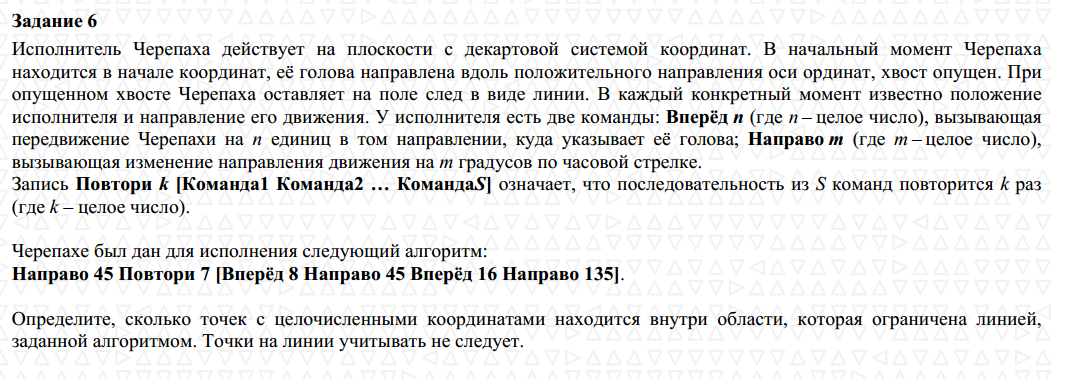 Задание 6
Исполнитель Черепаха действует на плоскости с декартовой системой координат. В начальный момент Черепаха
находится в начале координат, её голова направлена вдоль положительного направления оси ординат, хвост опущен. При
опущенном хвосте Черепаха оставляет на поле след в виде линии. В каждый конкретный момент известно положение
исполнителя и направление его движения. У исполнителя есть две команды: Вперёд n (где n – целое число), вызывающая
передвижение Черепахи на n единиц в том направлении, куда указывает её голова; Направо m (где m – целое число),
вызывающая изменение направления движения на m градусов по часовой стрелке.
Запись Повтори k [Команда1 Команда2 … КомандаS] означает, что последовательность из S команд повторится k раз
(где k – целое число).
Черепахе был дан для исполнения следующий алгоритм:
Направо 45 Повтори 7 [Вперёд 8 Направо 45 Вперёд 16 Направо 135].
Определите, сколько точек с целочисленными координатами находится внутри области, которая ограничена линией,
заданной алгоритмом. Точки на линии учитывать не следует.